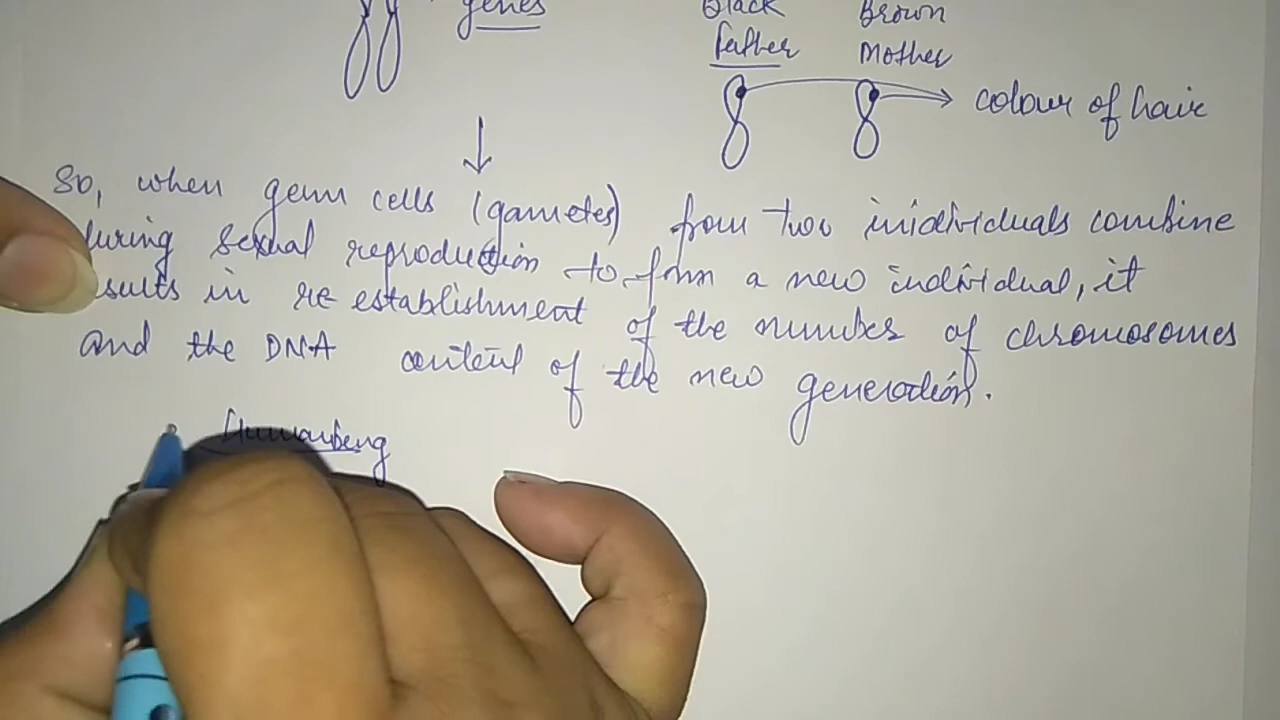 genes
Black Brown
Father Mother
colour of hair
So, when germ cells (gametes) from two inidividuals combine
during sexual reproduction to form a new individual, it
sults in re establishment of the number of chromosomes
and the DNA content of the new generation.